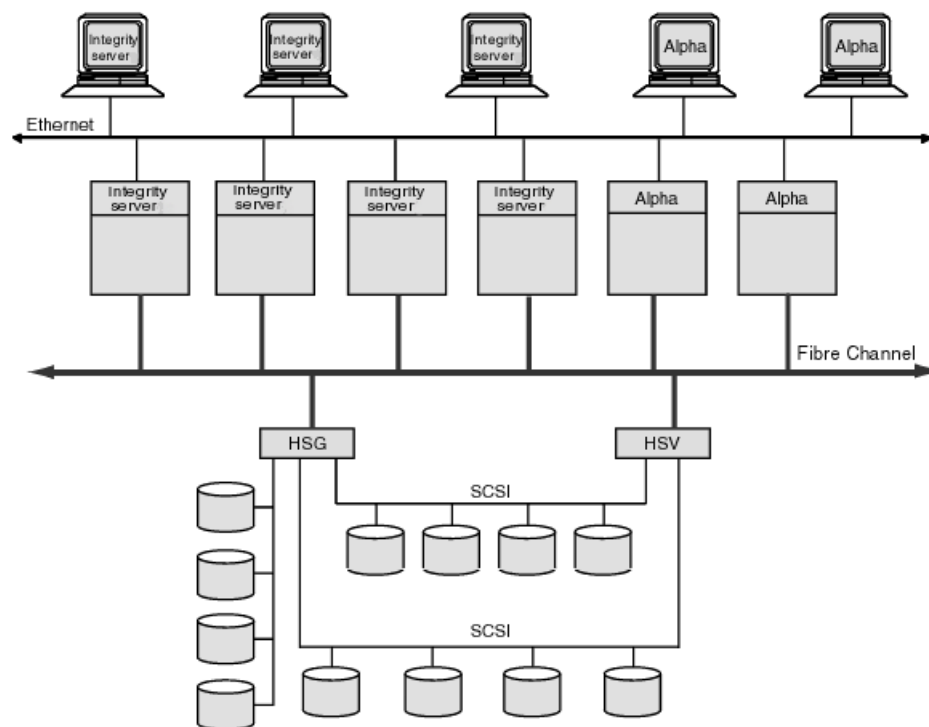 Integrity
server
Integrity
server
Integrity
server
Alpha
Alpha
Ethernet
Integrity
server
Integrity
server
Integrity
server
Integrity
server
Alpha
Alpha
Fibre Channel
HSG
HSV
SCSI
SCSI